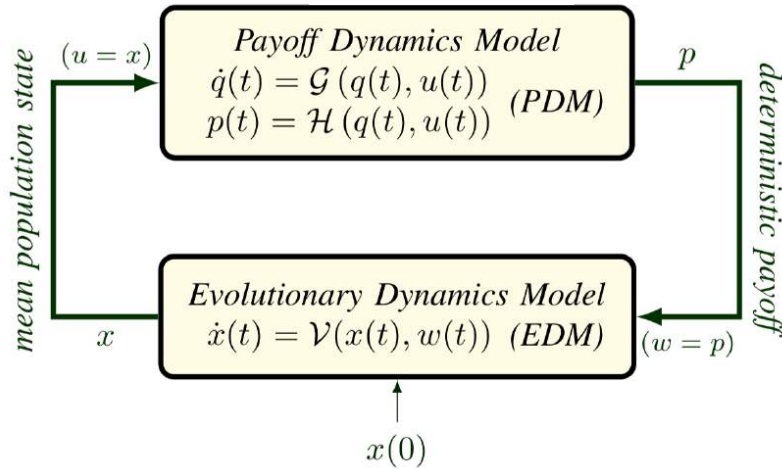 Payoff Dynamics Model
(u = x)
q̇(t) = 𝒢 (q(t), u(t))
p(t) = ℋ (q(t), u(t))
(PDM)
p
mean population state
deterministic payoff
Evolutionary Dynamics Model
ẋ(t) = 𝒱(x(t), w(t)) (EDM)
x
(w = p)
x(0)